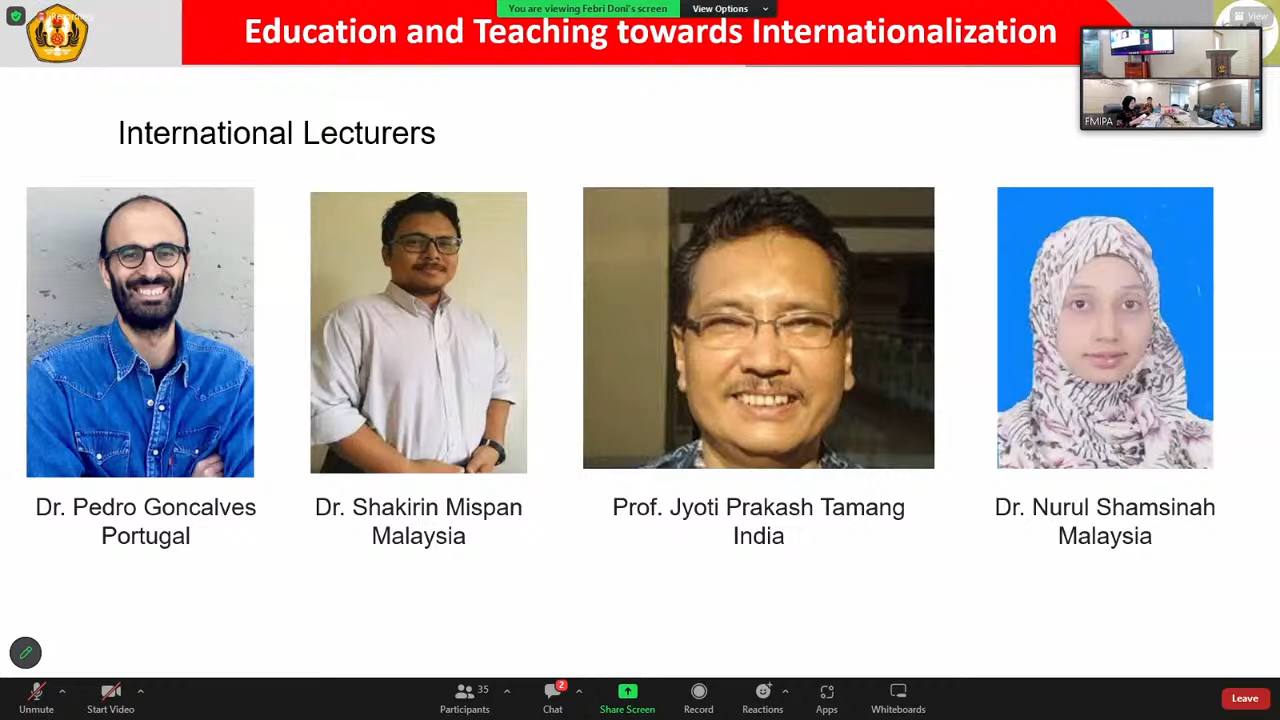 You are viewing Febri Doni's screen
View Options
View
Education and Teaching towards Internationalization
FMIPA
International Lecturers
Dr. Pedro Goncalves
Portugal
Dr. Shakirin Mispan
Malaysia
Prof. Jyoti Prakash Tamang
India
Dr. Nurul Shamsinah
Malaysia
Unmute
Start Video
35
Participants
2
Chat
Share Screen
Record
Reactions
Apps
Whiteboards
Leave